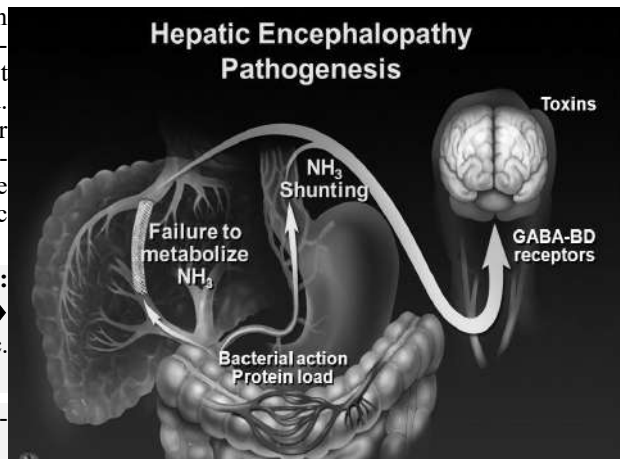 Hepatic Encephalopathy
Pathogenesis
Toxins
NH₃
Shunting
Failure to
metabolize
NH₃
GABA-BD
receptors
Bacterial action
Protein load